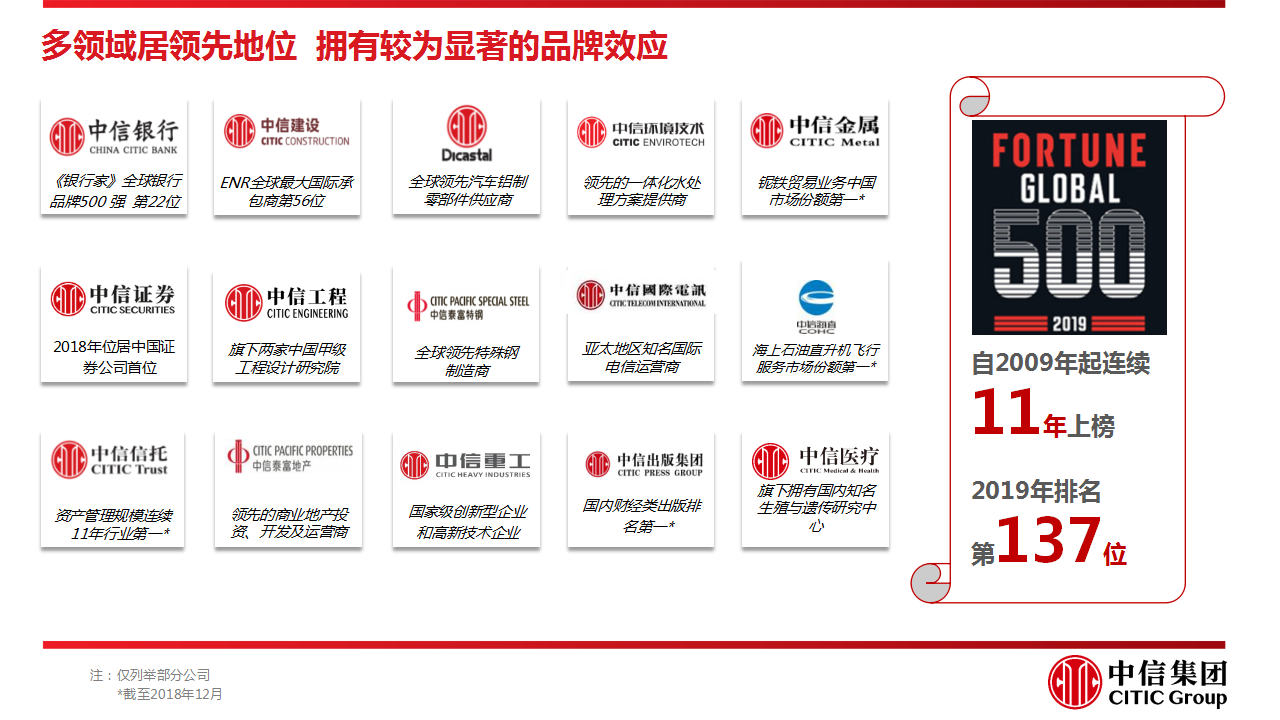 多领域居领先地位 拥有较为显著的品牌效应
中信银行
CHINA CITIC BANK
《银行家》全球银行
品牌500 强 第22位
中信建设
CITIC CONSTRUCTION
ENR全球最大国际承
包商第56位
Dicastal
全球领先汽车铝制
零部件供应商
中信环境技术
CITIC ENVIROTECH
领先的一体化水处
理方案提供商
中信金属
CITIC Metal
铌铁贸易业务中国
市场份额第一*
中信证券
CITIC SECURITIES
2018年位居中国证
券公司首位
中信工程
CITIC ENGINEERING
旗下两家中国甲级
工程设计研究院
CITIC PACIFIC SPECIAL STEEL
中信泰富特钢
全球领先特殊钢
制造商
中信國際電訊
CITIC TELECOM INTERNATIONAL
亚太地区知名国际
电信运营商
中信海直
COHC
海上石油直升机飞行
服务市场份额第一*
中信信托
CITIC Trust
资产管理规模连续
11年行业第一*
CITIC PACIFIC PROPERTIES
中信泰富地产
领先的商业地产投
资、开发及运营商
中信重工
CITIC HEAVY INDUSTRIES
国家级创新型企业
和高新技术企业
中信出版集团
CITIC PRESS GROUP
国内财经类出版排
名第一*
中信医疗
CITIC Medical & Health
旗下拥有国内知名
生殖与遗传研究中
心
FORTUNE
GLOBAL
500
2019
自2009年起连续
11年上榜
2019年排名
第137位
注：仅列举部分公司
*截至2018年12月
中信集团
CITIC Group